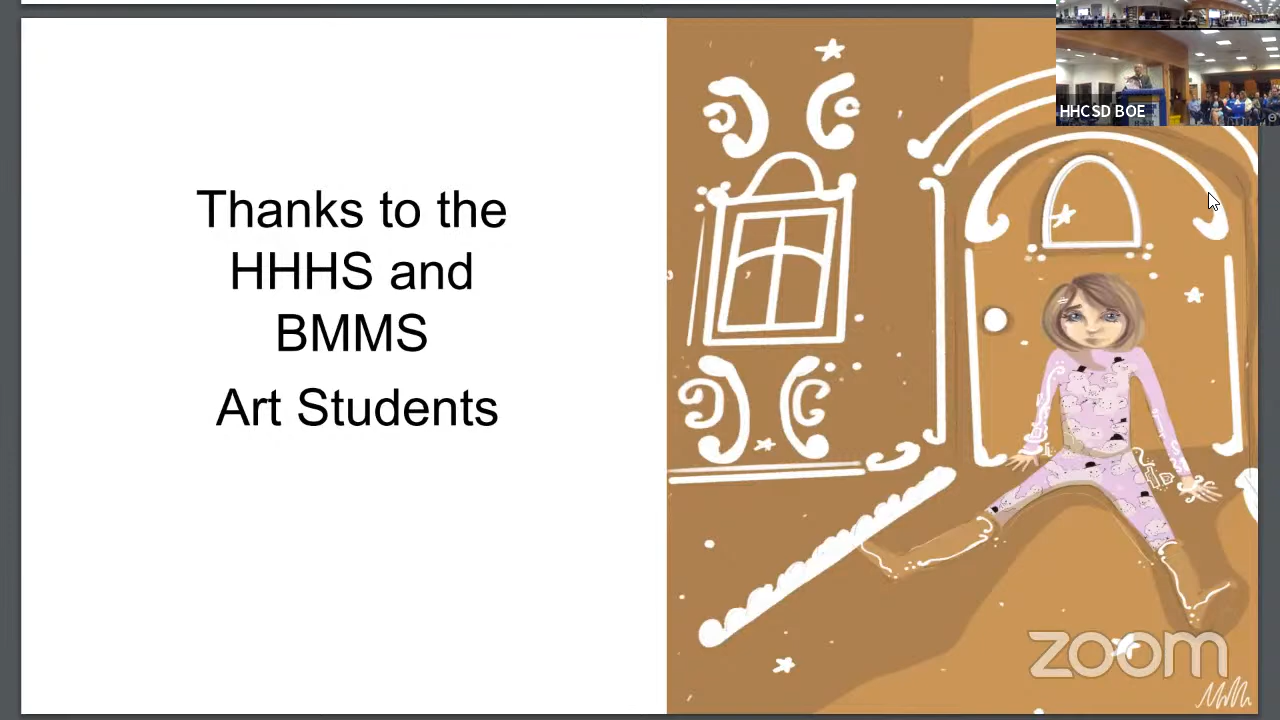 Thanks to the
HHHS and
BMMS
Art Students
HHCSD BOE
zoom